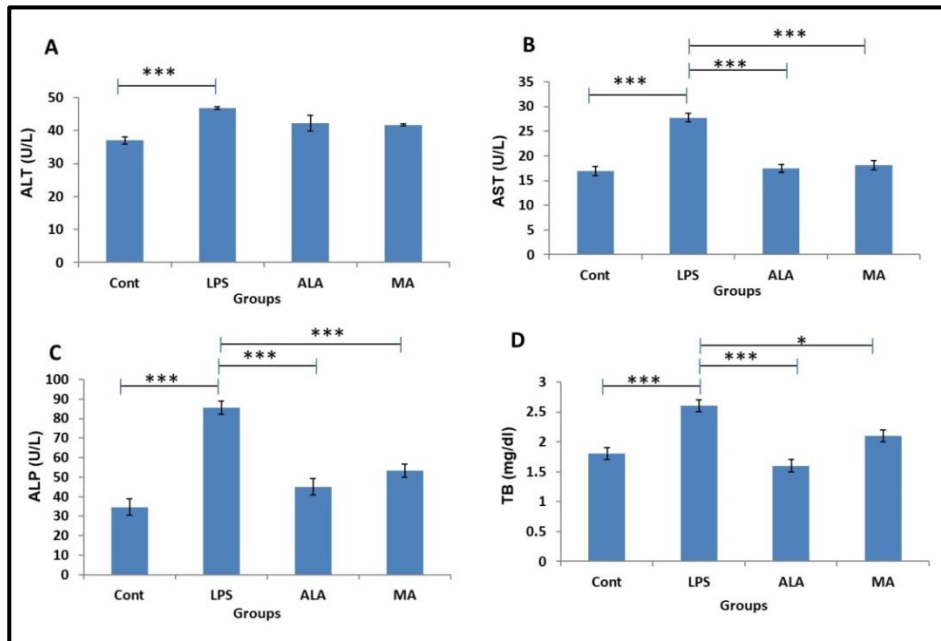 A
***
ALT (U/L)
50
40
30
20
10
0
Cont LPS ALA MA
Groups
B
***
***
***
AST (U/L)
35
30
25
20
15
10
5
0
Cont LPS ALA MA
Groups
C
***
***
***
ALP (U/L)
100
90
80
70
60
50
40
30
20
10
0
Cont LPS ALA MA
Groups
D
*
***
***
TB (mg/dl)
3
2.5
2
1.5
1
0.5
0
Cont LPS ALA MA
Groups